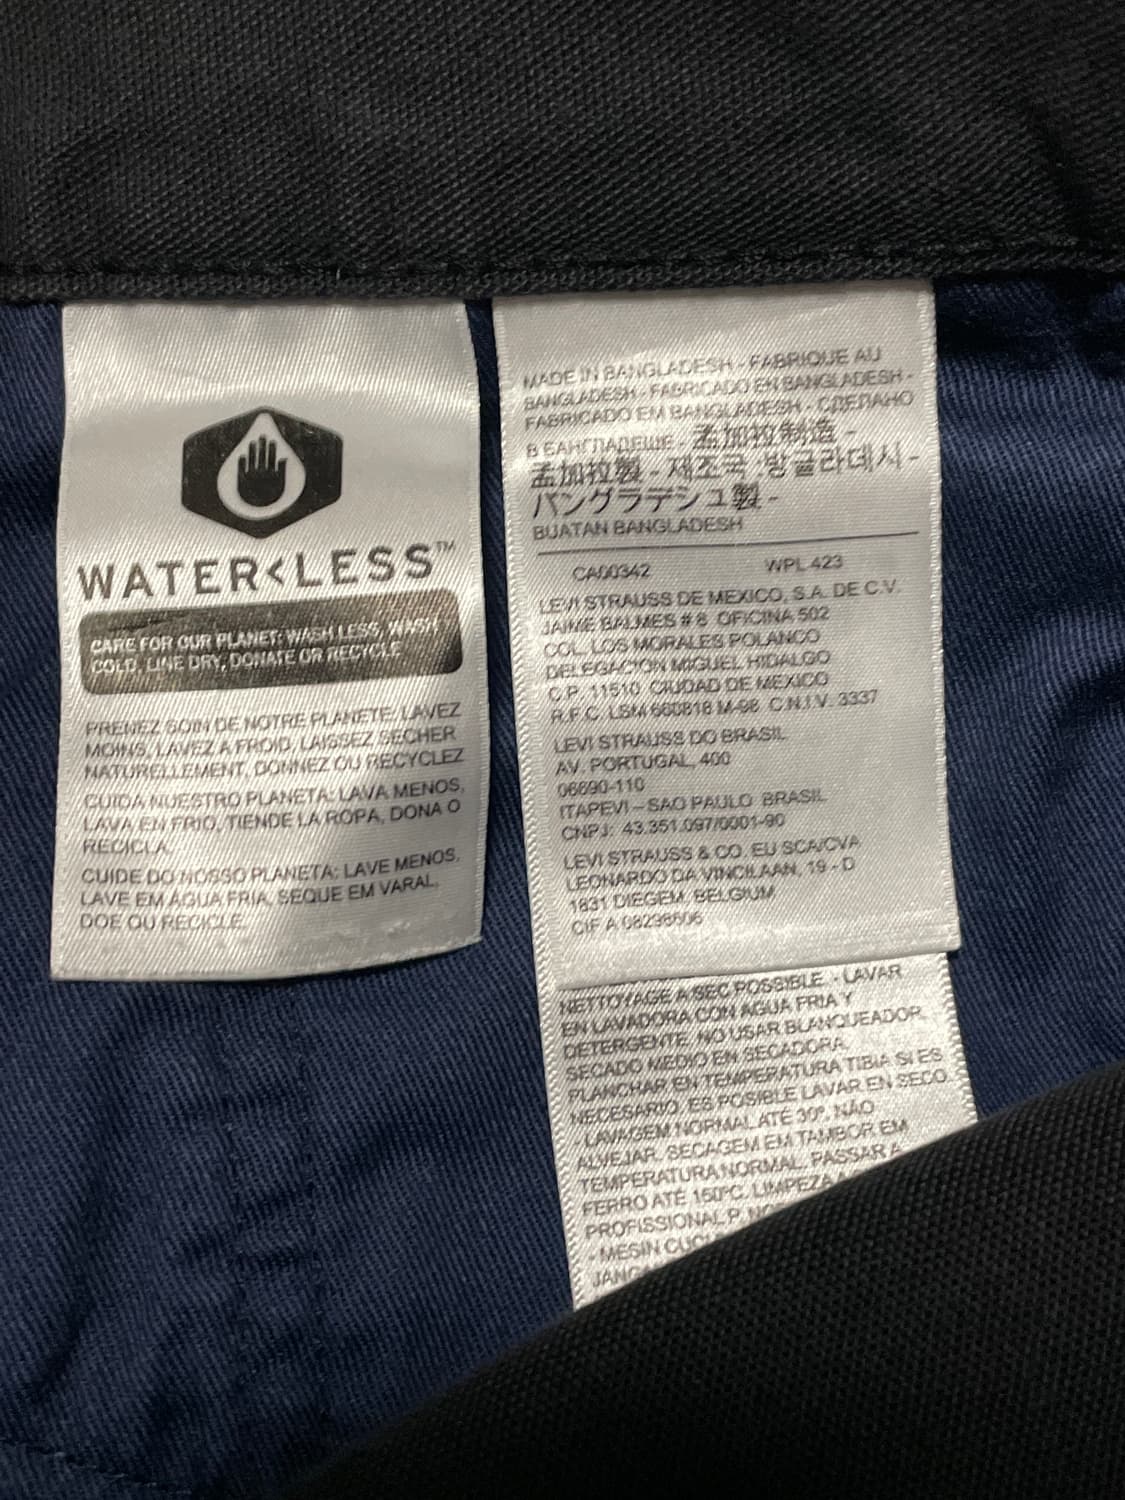 WATER<LESS™
CARE FOR OUR PLANET: WASH LESS, WASH
COLD, LINE DRY, DONATE OR RECYCLE
PRENEZ SOIN DE NOTRE PLANETE: LAVEZ
MOINS, LAVEZ A FROID, LAISSEZ SECHER
NATURELLEMENT, DONNEZ OU RECYCLEZ
CUIDA NUESTRO PLANETA: LAVA MENOS,
LAVA EN FRIO, TIENDE LA ROPA, DONA O
RECICLA.
CUIDE DO NOSSO PLANETA: LAVE MENOS,
LAVE EM AGUA FRIA, SEQUE EM VARAL,
DOE OU RECICLE.
MADE IN BANGLADESH - FABRIQUE AU
BANGLADESH - FABRICADO EN BANGLADESH -
FABRICADO EM BANGLADESH - СДЕЛАНО
В БАНГЛАДЕШЕ - 孟加拉制造 -
孟加拉製 - 제조국 :방글라데시 -
バングラデシュ製 -
BUATAN BANGLADESH
CA00342 WPL 423
LEVI STRAUSS DE MEXICO, S.A. DE C.V.
JAIME BALMES # 8 OFICINA 502
COL. LOS MORALES POLANCO
DELEGACION MIGUEL HIDALGO
C.P. 11510 CIUDAD DE MEXICO
R.F.C. LSM 660818 M-98 C.N.I.V. 3337
LEVI STRAUSS DO BRASIL
AV. PORTUGAL, 400
06690-110
ITAPEVI – SAO PAULO BRASIL
CNPJ: 43.351.097/0001-90
LEVI STRAUSS & CO. EU SCA/CVA
LEONARDO DA VINCILAAN, 19 - D
1831 DIEGEM, BELGIUM
CIF A 08238606
NETTOYAGE A SEC POSSIBLE. - LAVAR
EN LAVADORA CON AGUA FRIA Y
DETERGENTE. NO USAR BLANQUEADOR.
SECADO MEDIO EN SECADORA.
PLANCHAR EN TEMPERATURA TIBIA SI ES
NECESARIO. ES POSIBLE LAVAR EN SECO.
- LAVAGEM NORMAL ATÉ 30º. NÃO
ALVEJAR. SECAGEM EM TAMBOR EM
TEMPERATURA NORMAL. PASSAR A
FERRO ATÉ 150ºC. LIMPEZA A
PROFISSIONAL P.
- MESIN